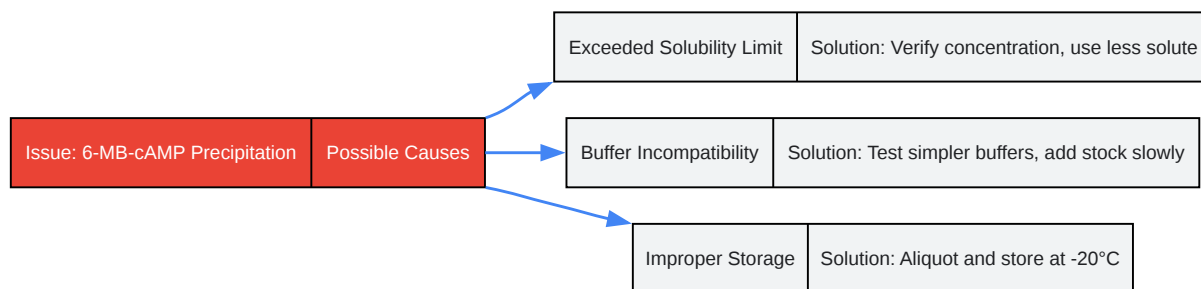 Exceeded Solubility Limit
Solution: Verify concentration, use less solute
Issue: 6-MB-cAMP Precipitation
Possible Causes
Buffer Incompatibility
Solution: Test simpler buffers, add stock slowly
Improper Storage
Solution: Aliquot and store at -20°C